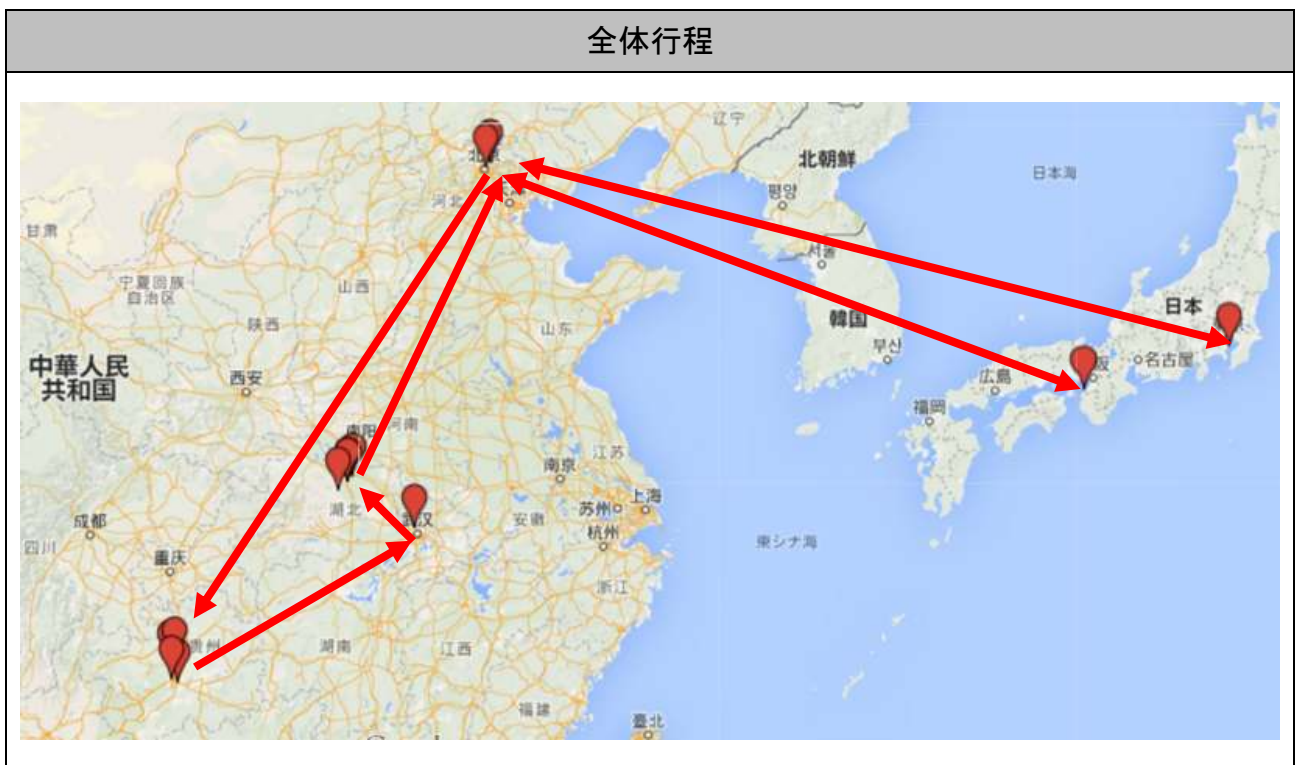 全体行程
辽宁
北朝鮮
日本海
평양
河北
甘肃
서울
宁夏回族
自治区
山西
日本
陕西
山东
韓国
부산
中華人民
共和国
西安
名古屋
広島
福岡
河南
江苏
南京
上海
湖北
安徽
苏州
成都
杭州
東シナ海
四川
重庆
浙江
贵州
湖南
江西
福建
臺北